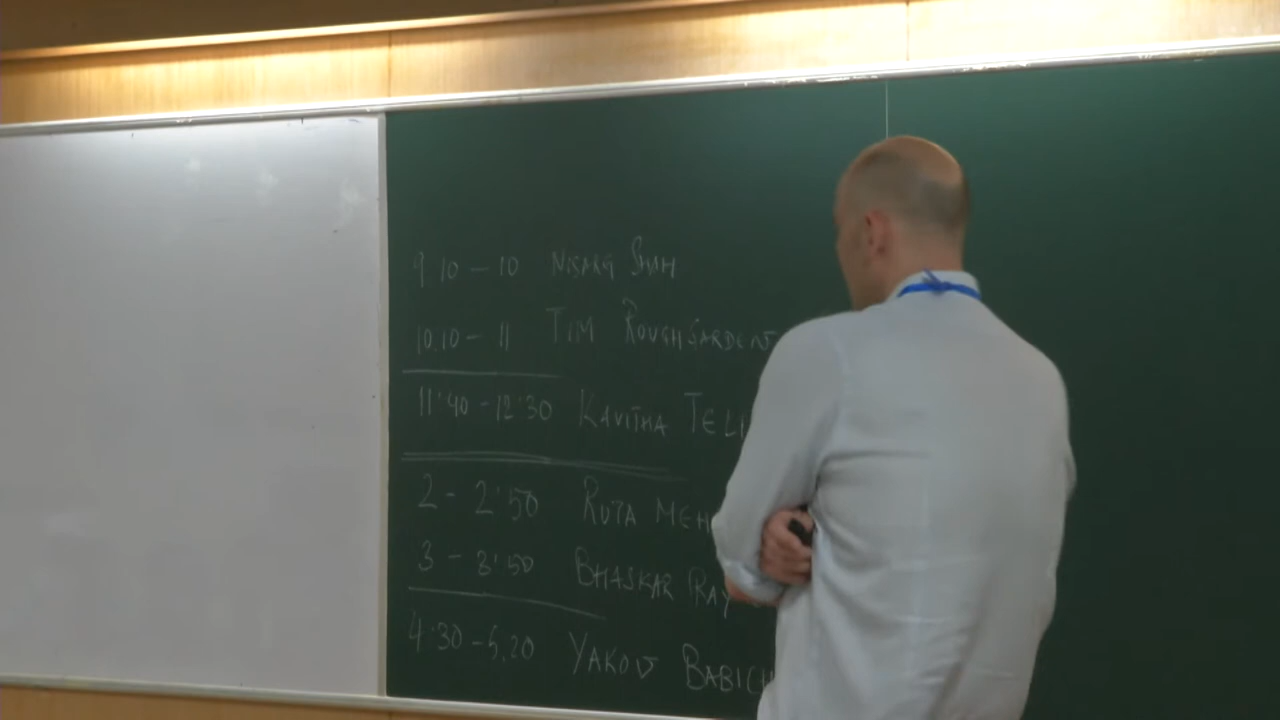 9 10 - 10 NISARG SHAH
10.10 - 11 TIM ROUGHGARDEN
11:40 - 12:30 KAVITHA TELI
2 - 2:50 RUTA MEH
3 - 3:50 BHASKAR RAY
4:30 - 5.20 YAKOV BABICH